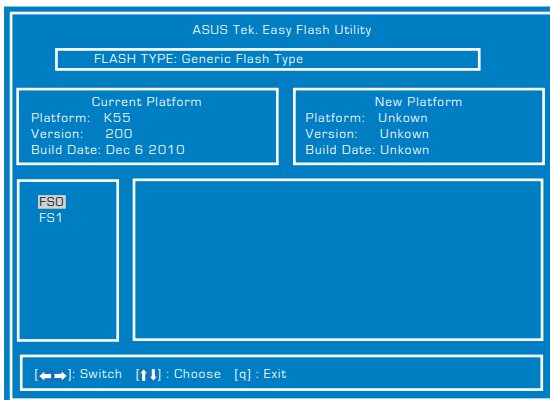 ASUS Tek. Easy Flash Utility
FLASH TYPE: Generic Flash Type
Current Platform
Platform: K55
Version: 200
Build Date: Dec 6 2010
New Platform
Platform: Unkown
Version: Unkown
Build Date: Unkown
FS0
FS1
[←→]: Switch [↑↓] : Choose [q] : Exit